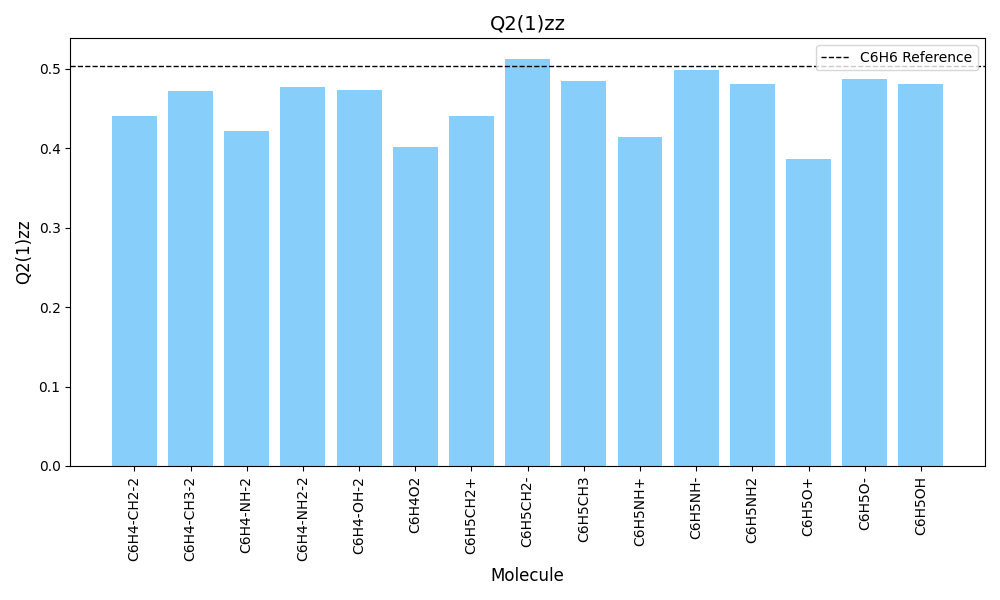 Q2(1)zz
C6H6 Reference
Q2(1)zz
0.5
0.4
0.3
0.2
0.1
0.0
C6H4-CH2-2
C6H4-CH3-2
C6H4-NH-2
C6H4-NH2-2
C6H4-OH-2
C6H4O2
C6H5CH2+
C6H5CH2-
C6H5CH3
C6H5NH+
C6H5NH-
C6H5NH2
C6H5O+
C6H5O-
C6H5OH
Molecule